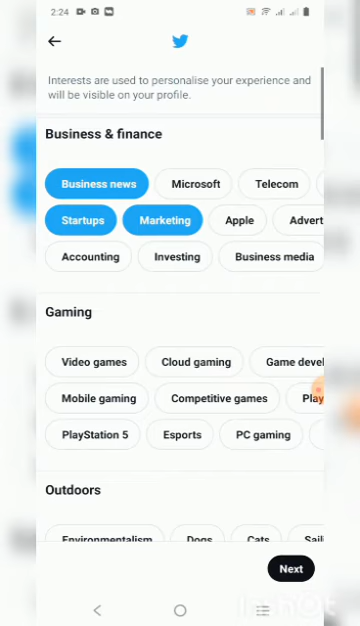 2:24
Interests are used to personalise your experience and
will be visible on your profile.
Business & finance
Business news Microsoft Telecom
Startups Marketing Apple Advert
Accounting Investing Business media
Gaming
Video games Cloud gaming Game devel
Mobile gaming Competitive games Play
PlayStation 5 Esports PC gaming
Outdoors
Environmentalism Dogs Cats Saili
Next
InShOt